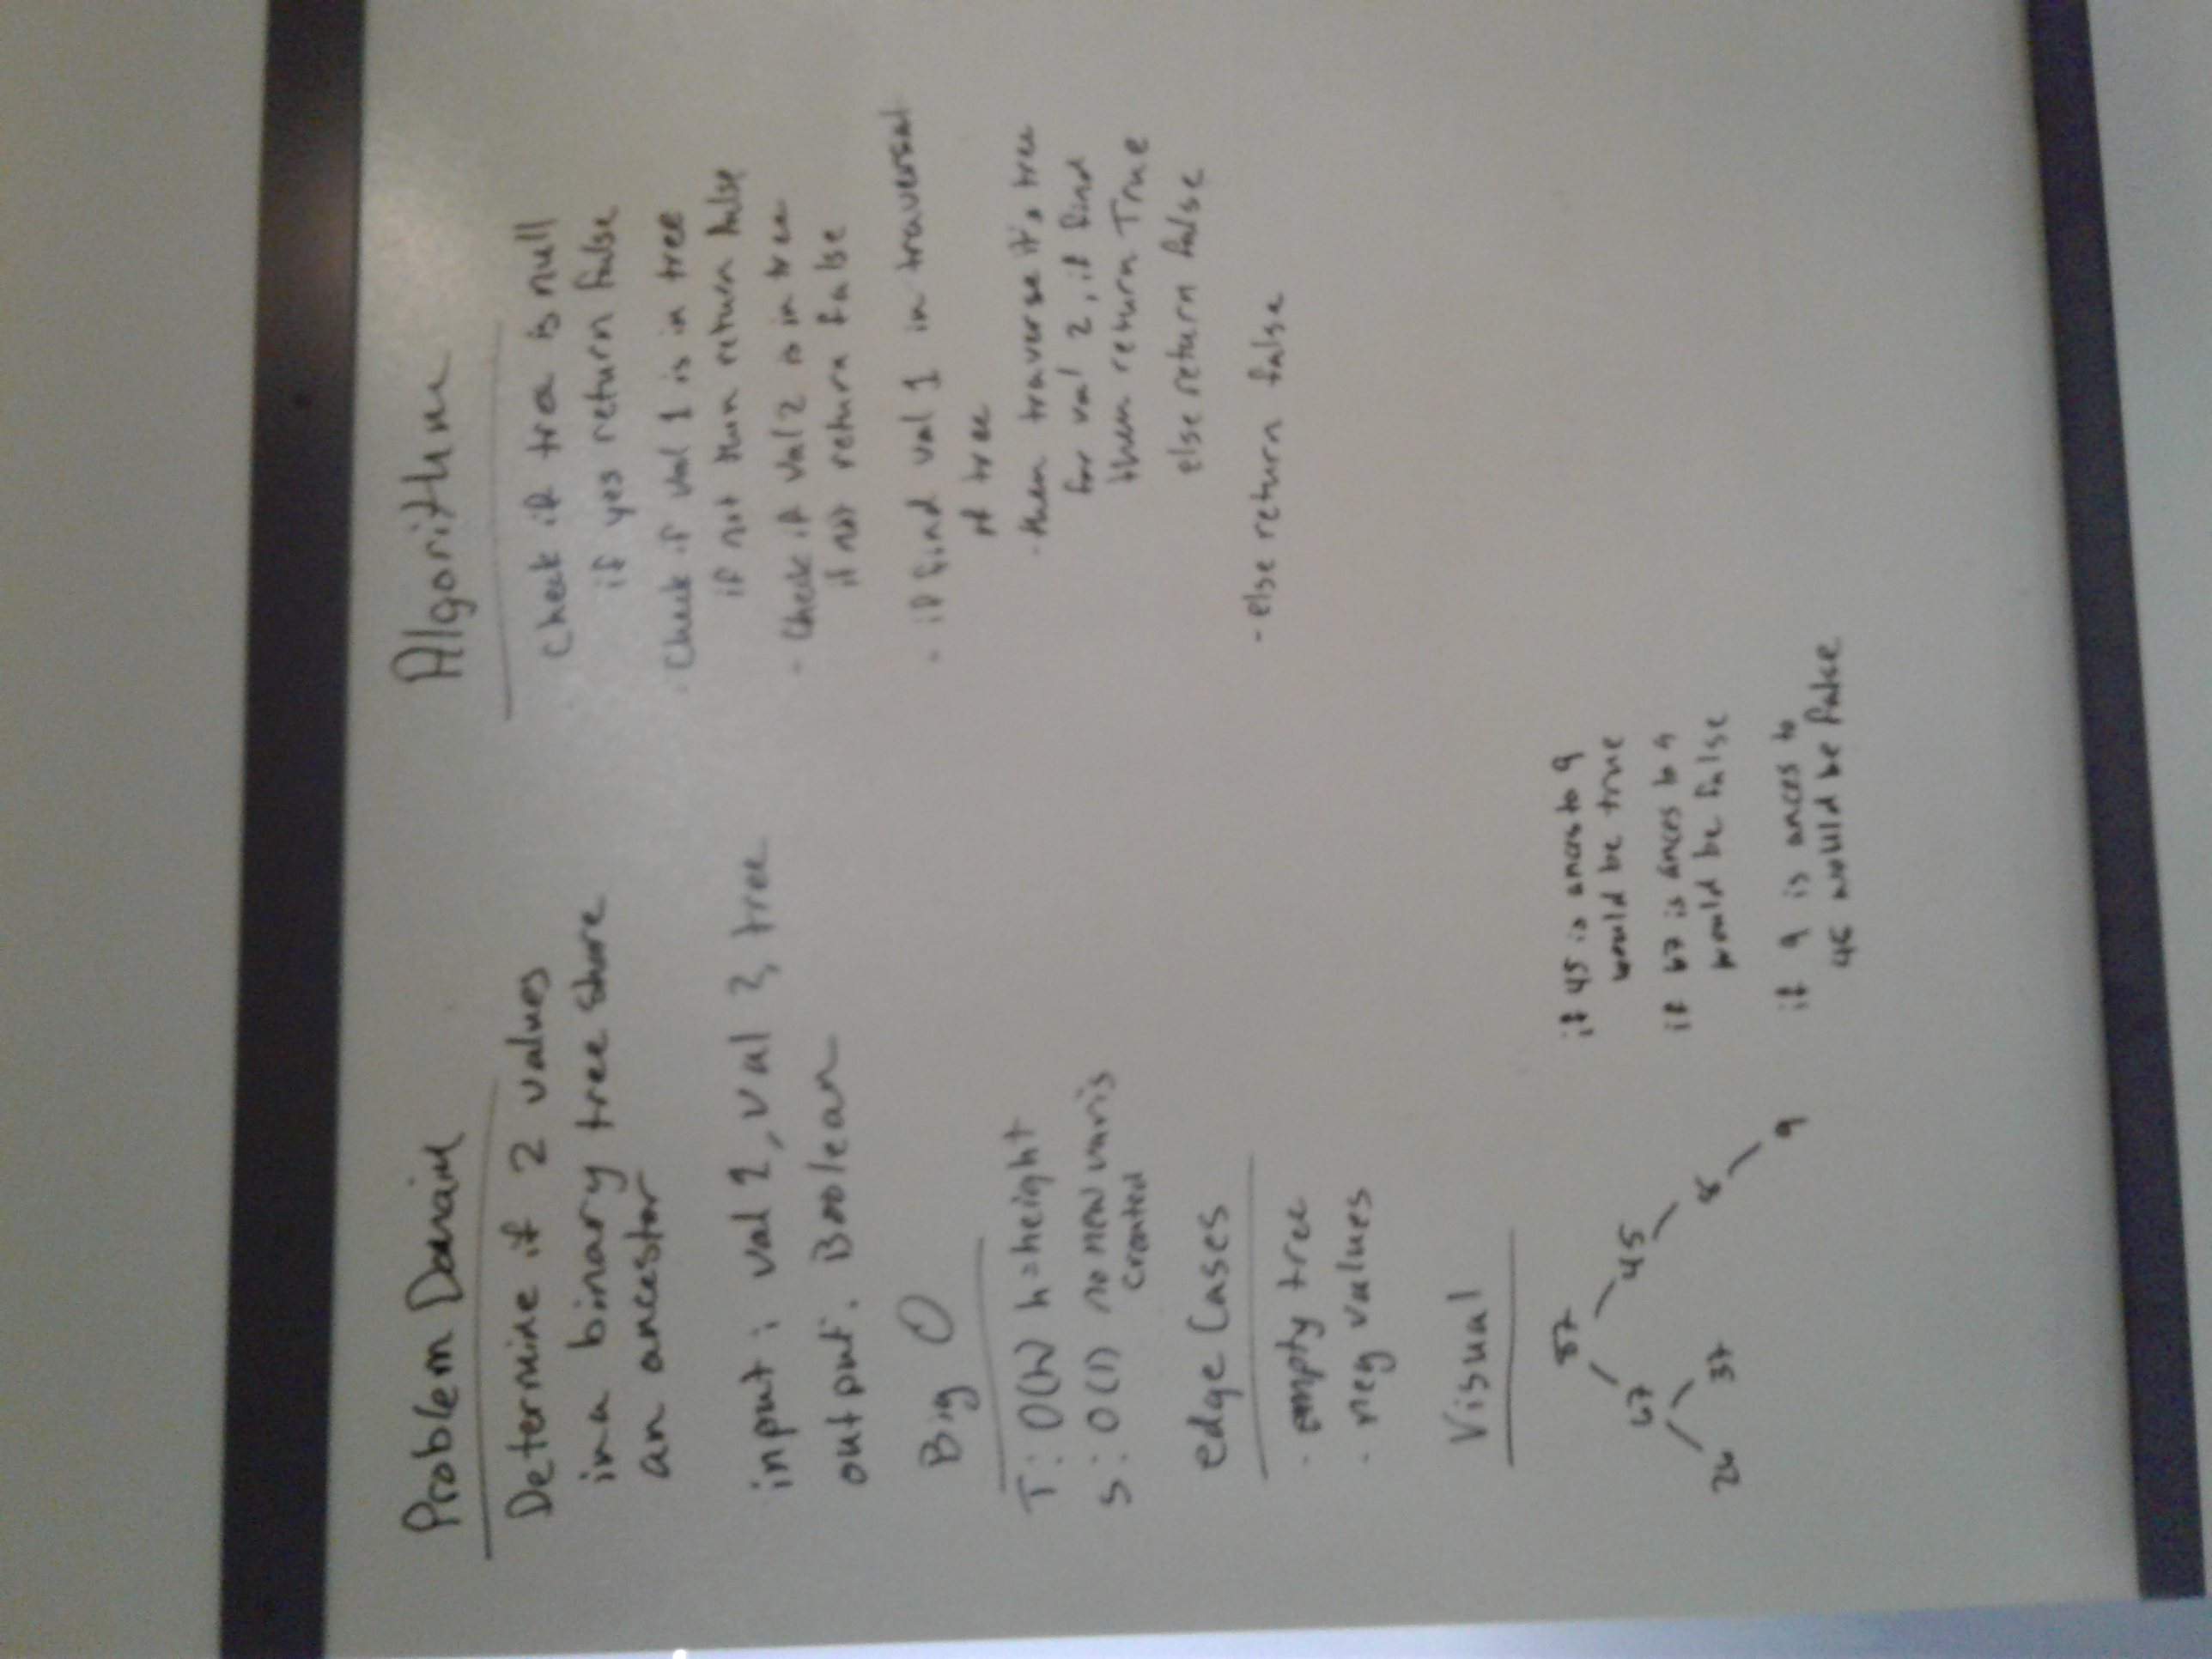 Problem Domain
Determine if 2 values
in a binary tree share
an ancestor
input: val 1, val 2, tree
output: Boolean
Big O
T: O(h) h=height
S: O(1) no new varis
created
edge Cases
- empty tree
- neg values
Visual
87
67 45
26 37 8
9
if 45 is ances to 9
would be true
if 67 is ances to 9
would be false
if 9 is ances to
45 would be false
Algorithm
- Check if tree is null
if yes return false
- Check if val 1 is in tree
if not then return false
- Check if val 2 is in tree
if not return false
- if find val 1 in traversal
of tree
- then traverse it's tree
for val 2, if find
then return True
else return false
- else return false